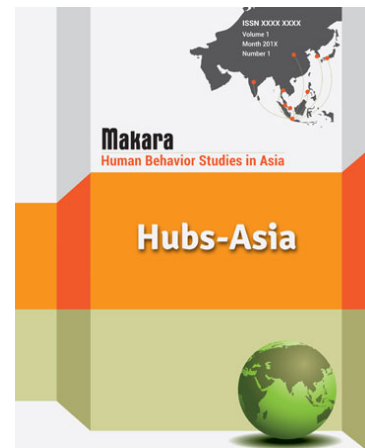 ISSN XXXX XXXX
Volume 1
Month 201X
Number 1
Makara
Human Behavior Studies in Asia
Hubs-Asia